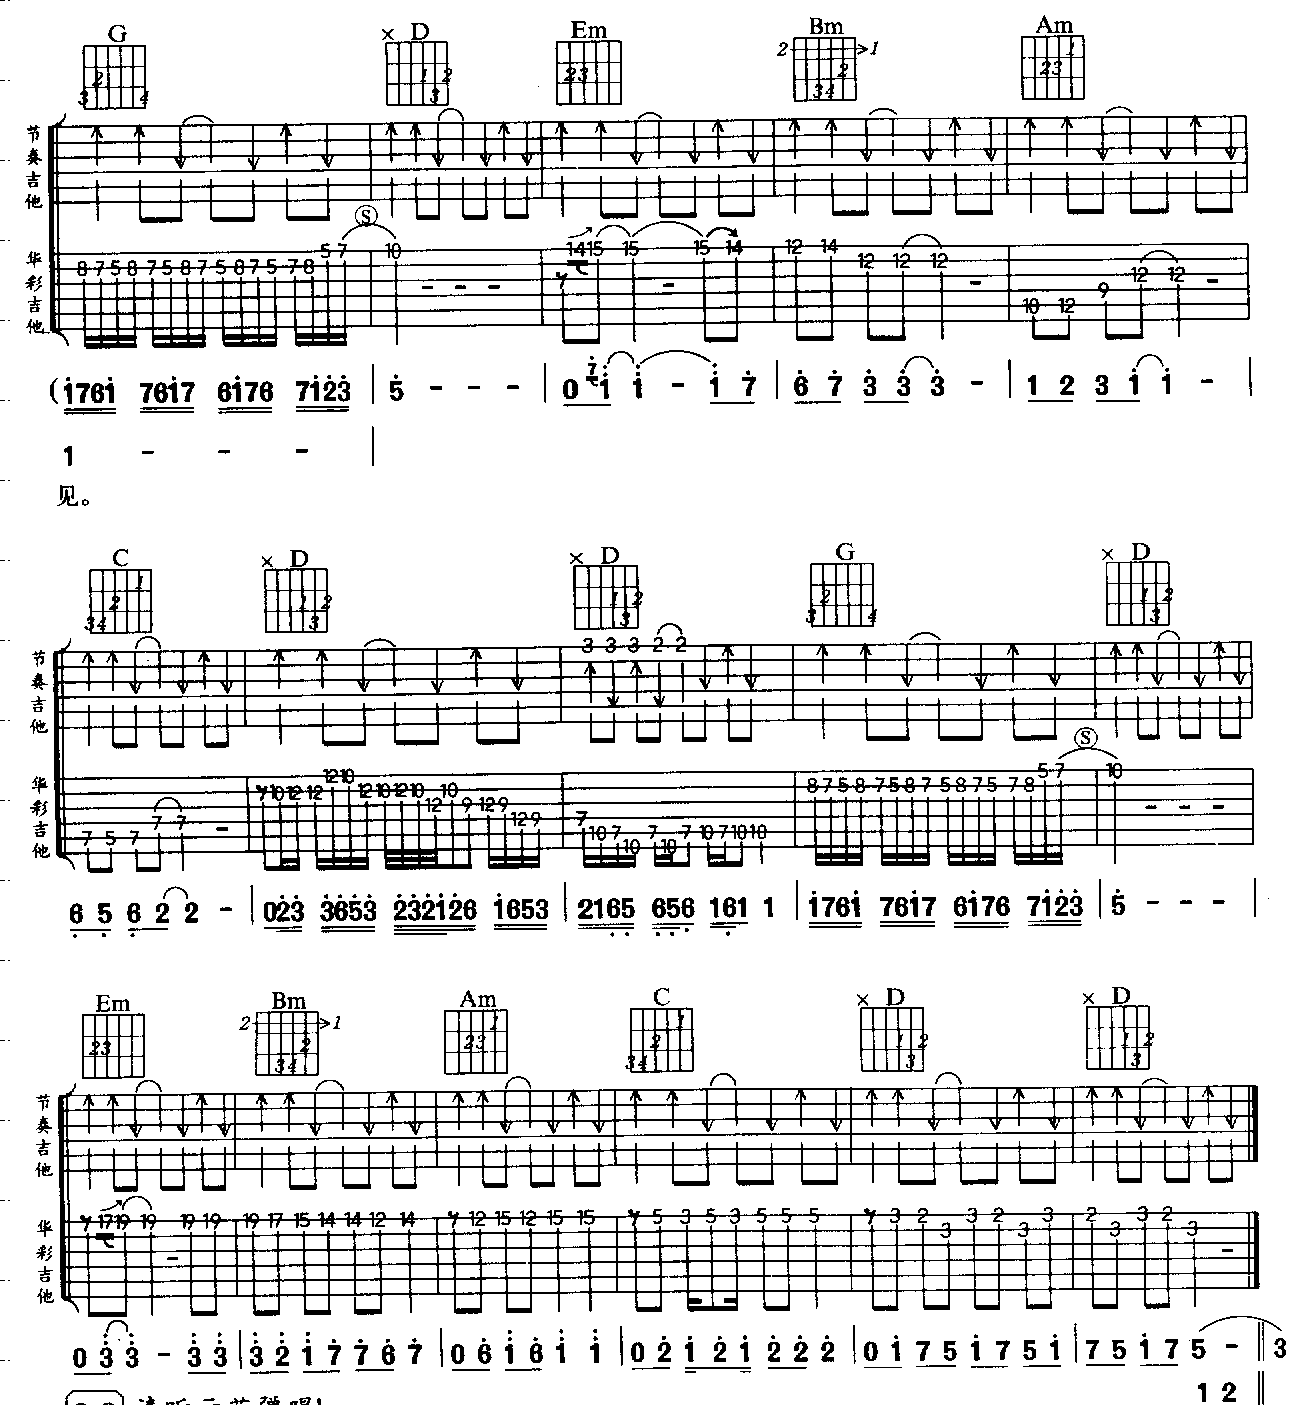 G × D Em Bm Am
节奏吉他
华彩吉他
8 7 5 8 7 5 8 7 5 8 7 5 7 8 5 7 S 10 - - - 14 15 15 - 15 14 12 14 12 12 12 - 10 12 9 12 12 -
(1761 7617 6176 7123 | 5 - - - | 0 7 1 1 - 1 7 | 6 7 3 3 3 - | 1 2 3 1 1 - |
1 - - - |
见。
C × D × D G × D
3 3 3 2 2
节奏吉他
华彩吉他
7 5 7 7 7 - 10 12 12 12 10 12 10 12 10 12 10 9 12 9 12 9 7 10 7 10 7 10 7 10 7 10 10 8 7 5 8 7 5 8 7 5 8 7 5 7 8 5 7 S 10 - - -
6 5 6 2 2 - | 023 3653 232126 1653 | 2165 656 161 1 | 1761 7617 6176 7123 | 5 - - - |
Em Bm Am C × D × D
节奏吉他
华彩吉他
17 19 19 - 19 19 19 17 15 14 14 12 14 12 15 12 15 15 5 3 5 3 5 5 5 3 2 3 3 2 3 3 2 3 3 2 3 -
0 3 3 - 3 3 | 3 2 1 7 7 6 7 | 0 6 1 6 1 1 | 0 2 1 2 1 2 2 2 | 0 1 7 5 1 7 5 1 | 7 5 1 7 5 - ‖ 3
1 2 ‖